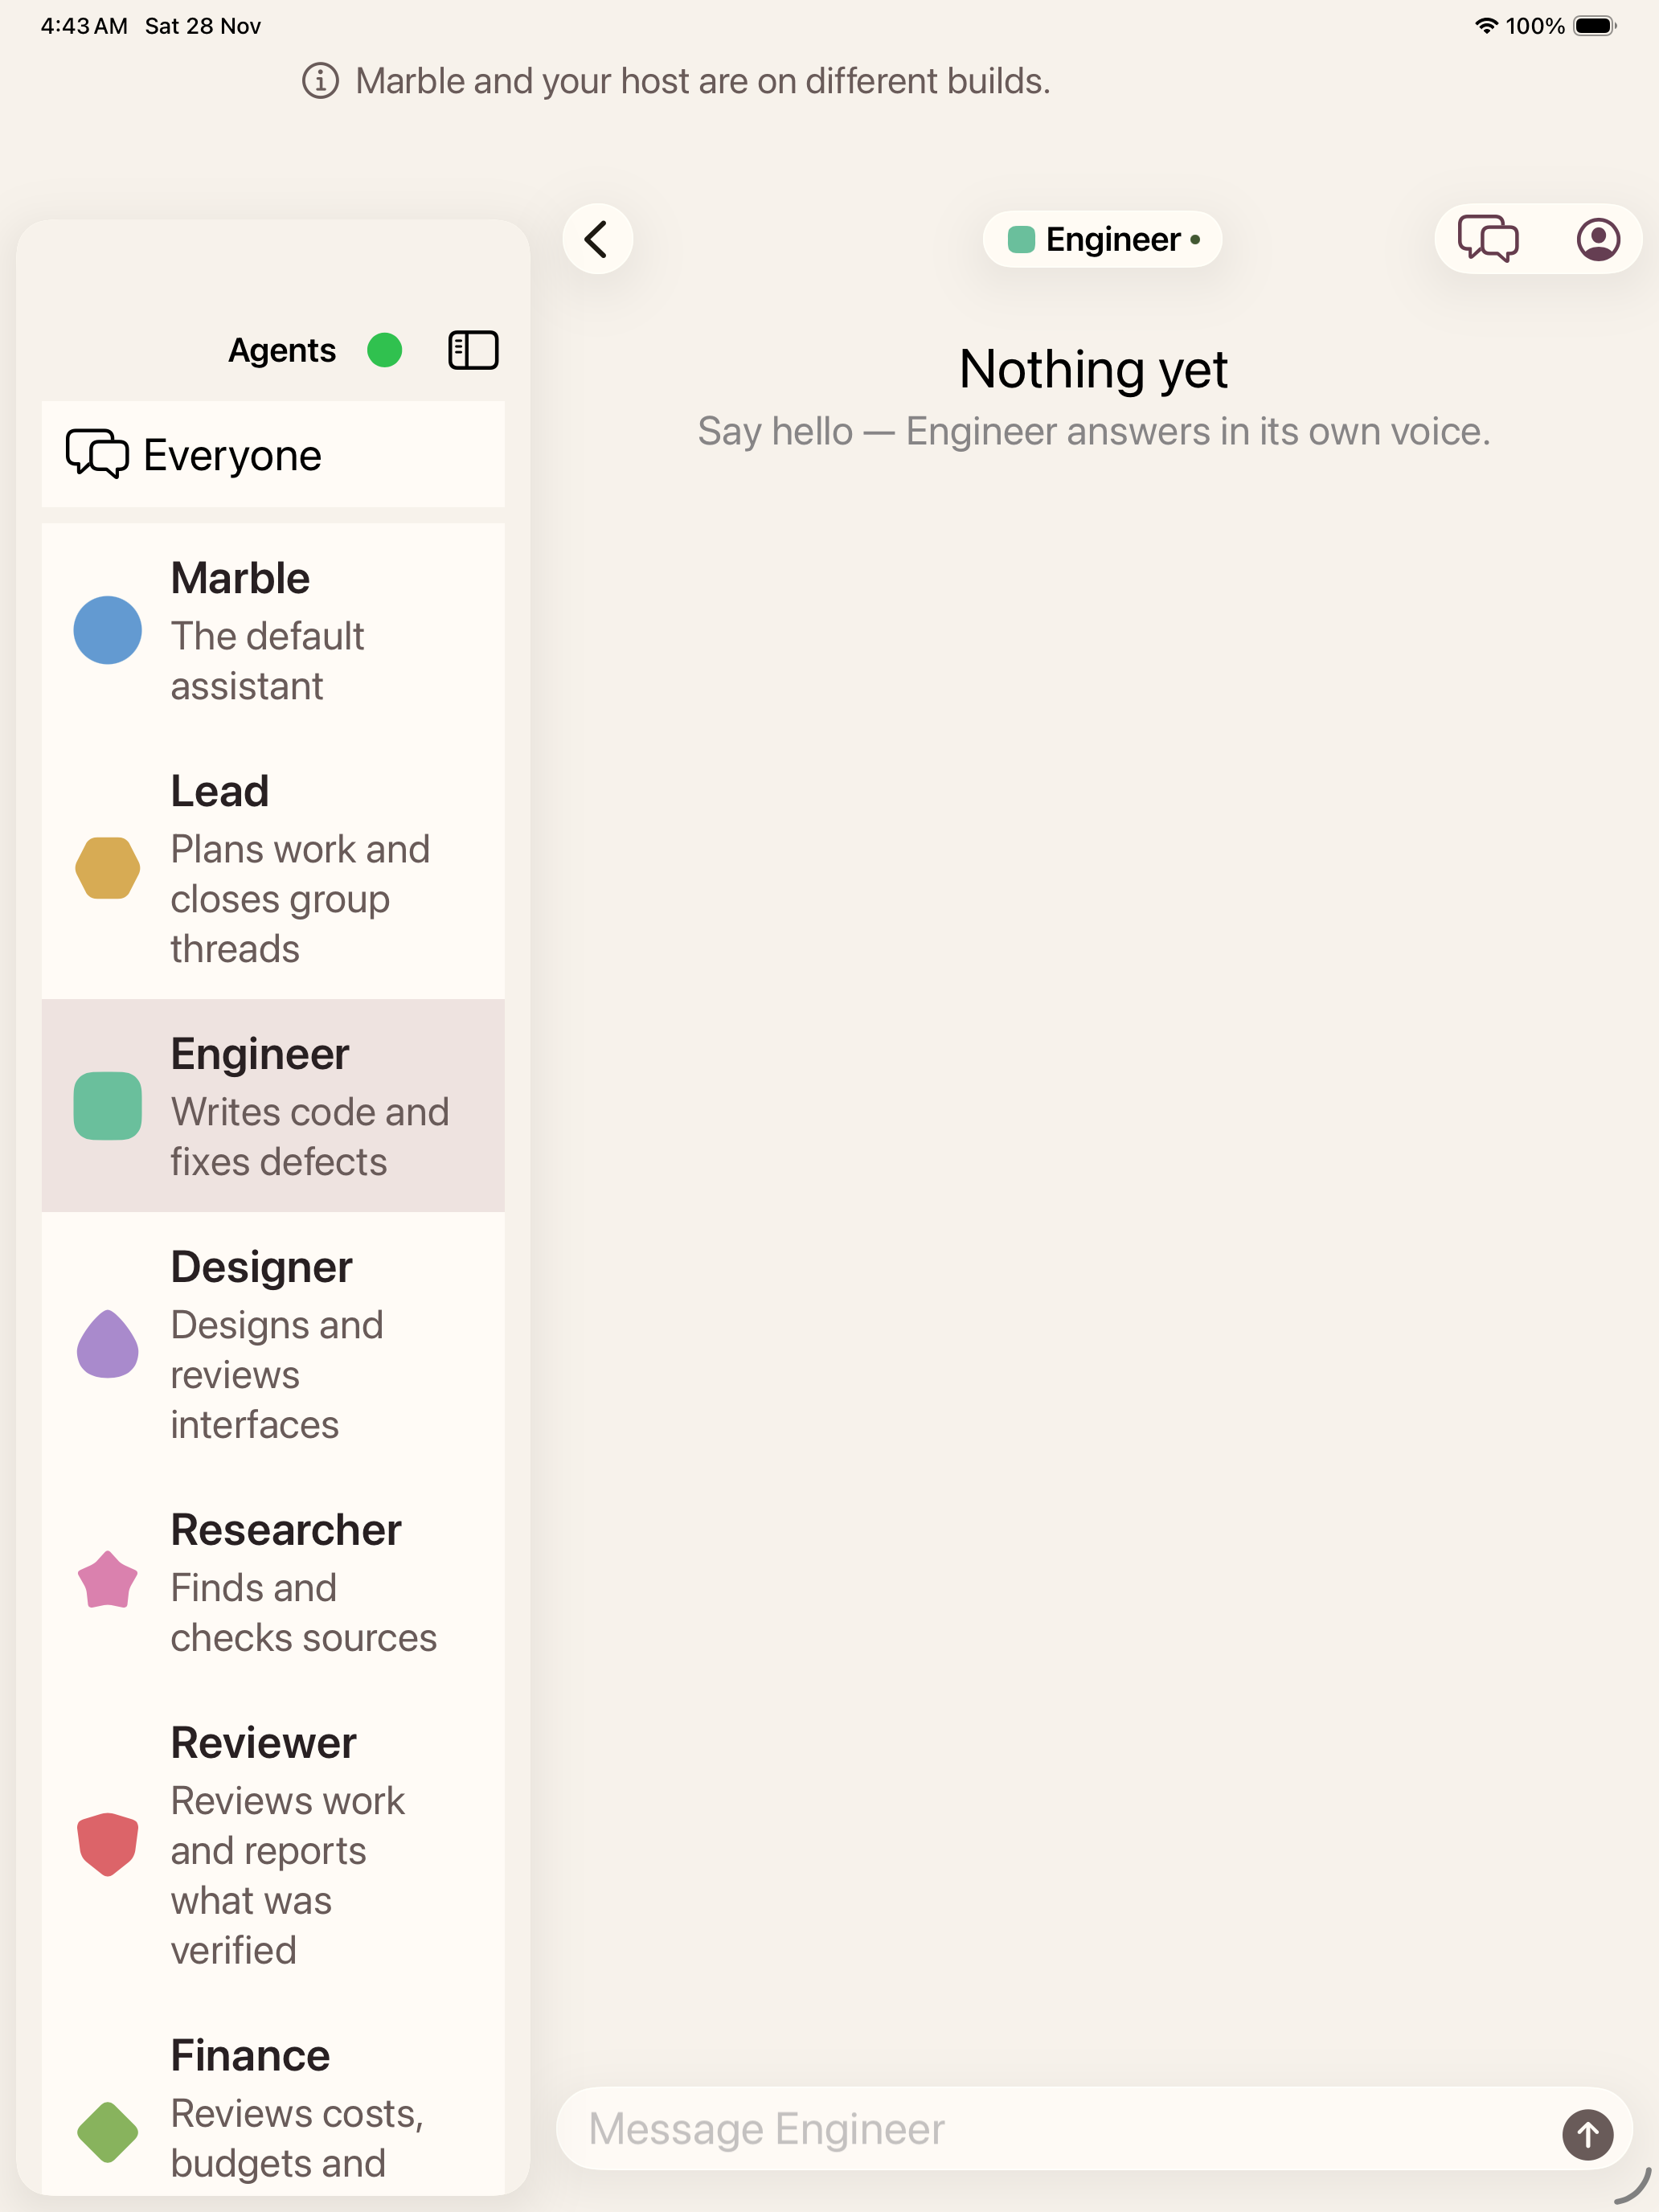 4:43 AM Sat 28 Nov
100%
Marble and your host are on different builds.
Agents
Everyone
Marble
The default
assistant
Lead
Plans work and
closes group
threads
Engineer
Writes code and
fixes defects
Designer
Designs and
reviews
interfaces
Researcher
Finds and
checks sources
Reviewer
Reviews work
and reports
what was
verified
Finance
Reviews costs,
budgets and
Engineer
Nothing yet
Say hello — Engineer answers in its own voice.
Message Engineer